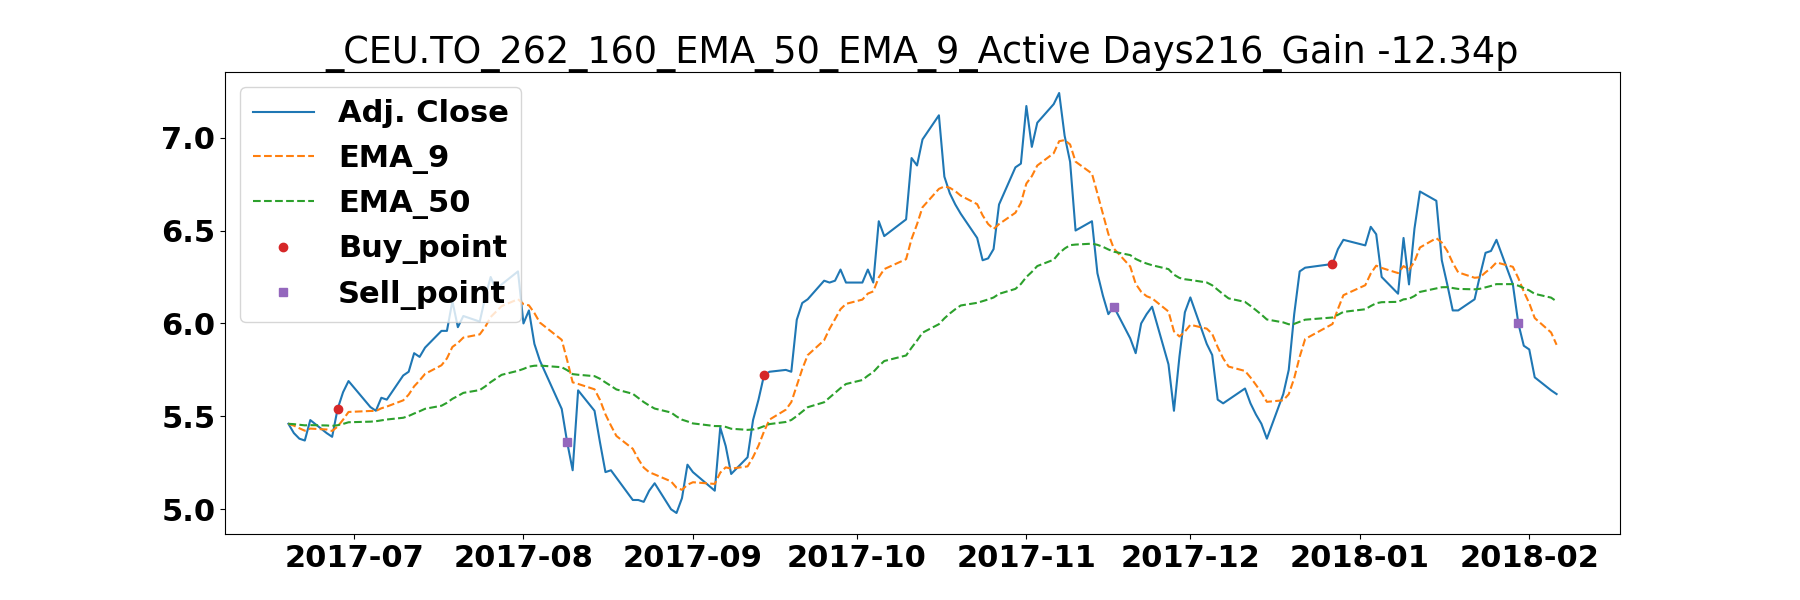 _CEU.TO_262_160_EMA_50_EMA_9_Active Days216_Gain -12.34p
Adj. Close
EMA_9
EMA_50
Buy_point
Sell_point
7.0
6.5
6.0
5.5
5.0
2017-07 2017-08 2017-09 2017-10 2017-11 2017-12 2018-01 2018-02